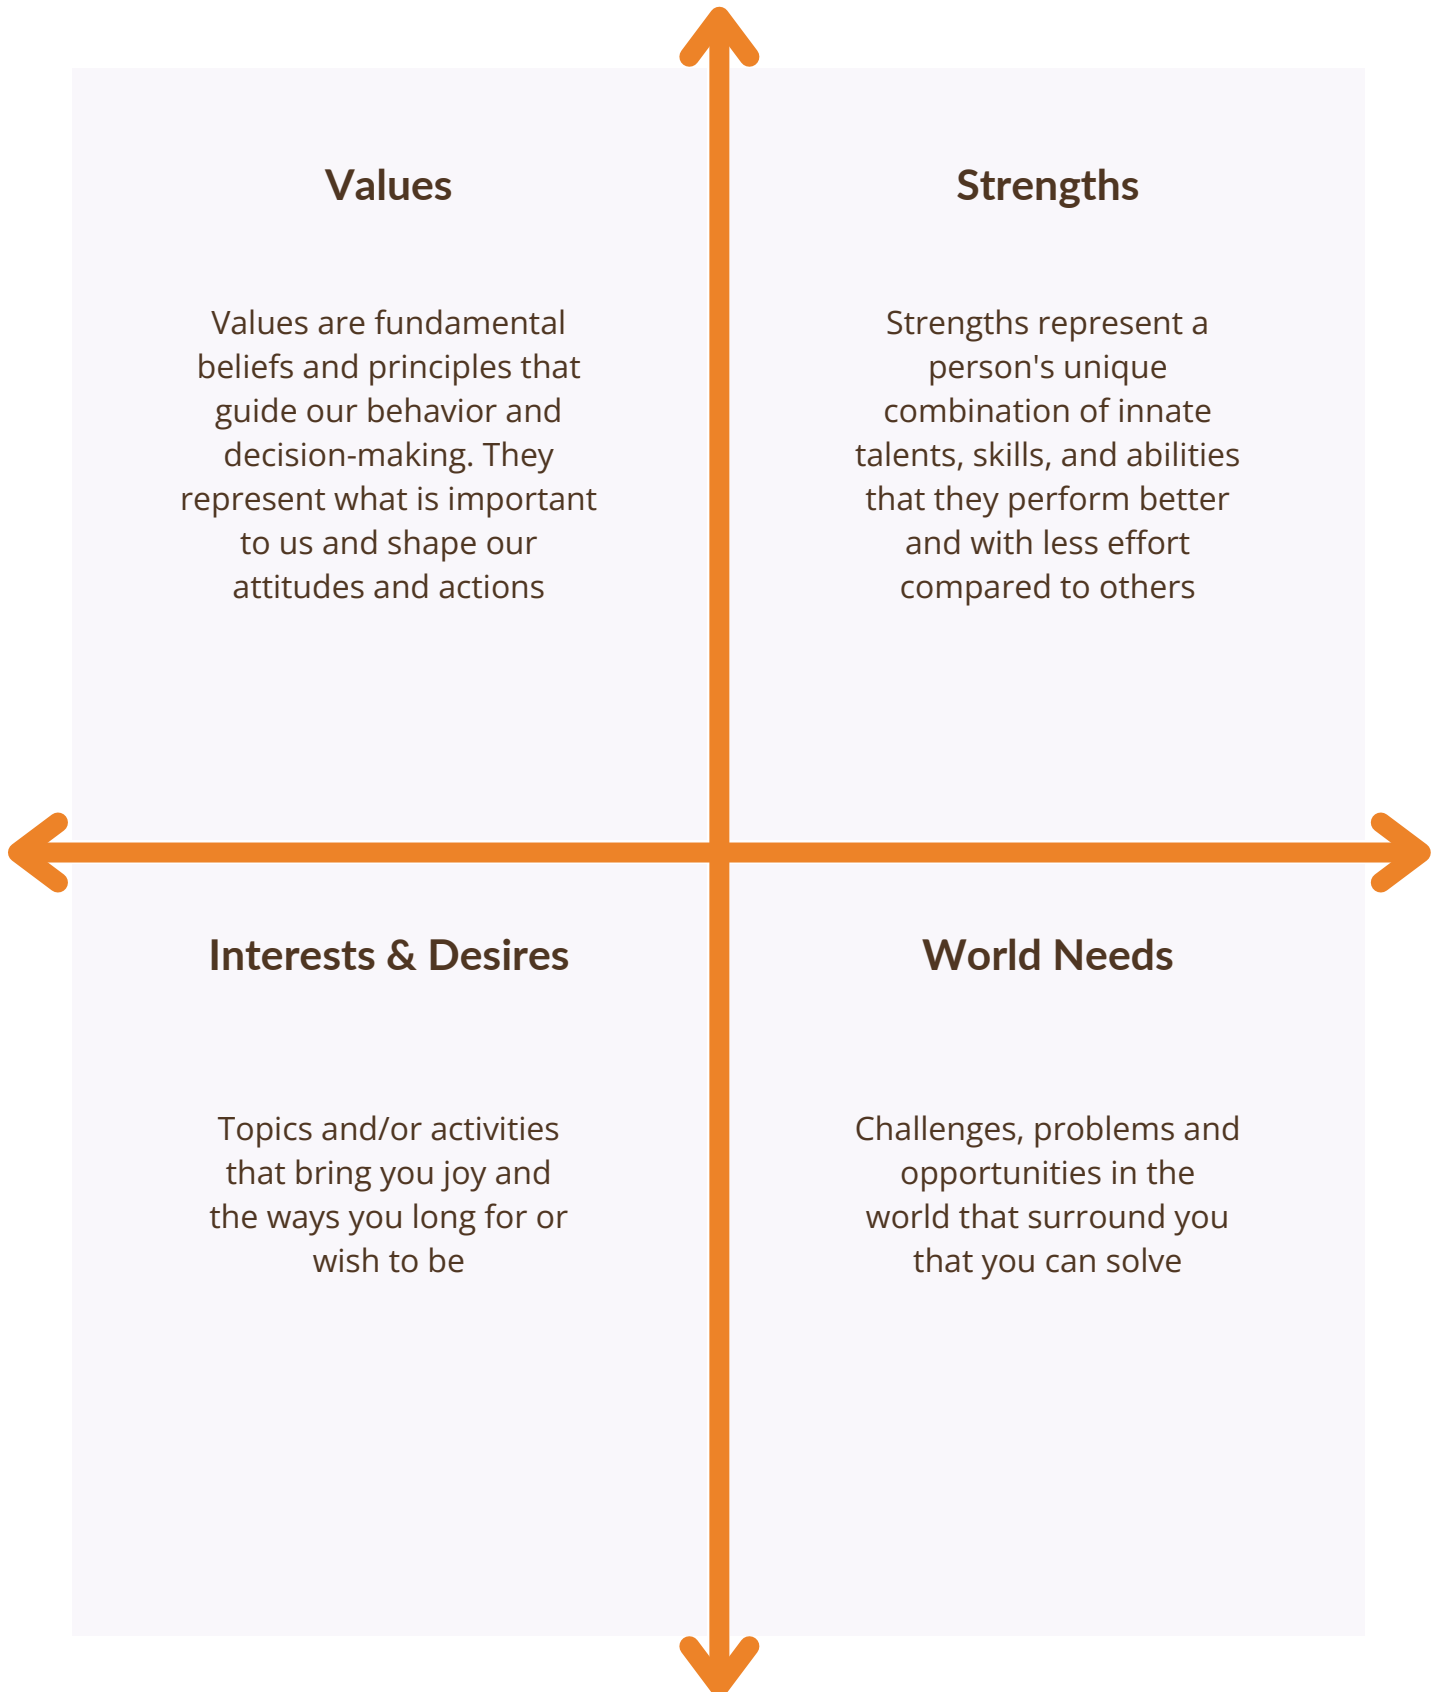 Values
Values are fundamental
beliefs and principles that
guide our behavior and
decision-making. They
represent what is important
to us and shape our
attitudes and actions
Strengths
Strengths represent a
person's unique
combination of innate
talents, skills, and abilities
that they perform better
and with less effort
compared to others
Interests & Desires
Topics and/or activities
that bring you joy and
the ways you long for or
wish to be
World Needs
Challenges, problems and
opportunities in the
world that surround you
that you can solve